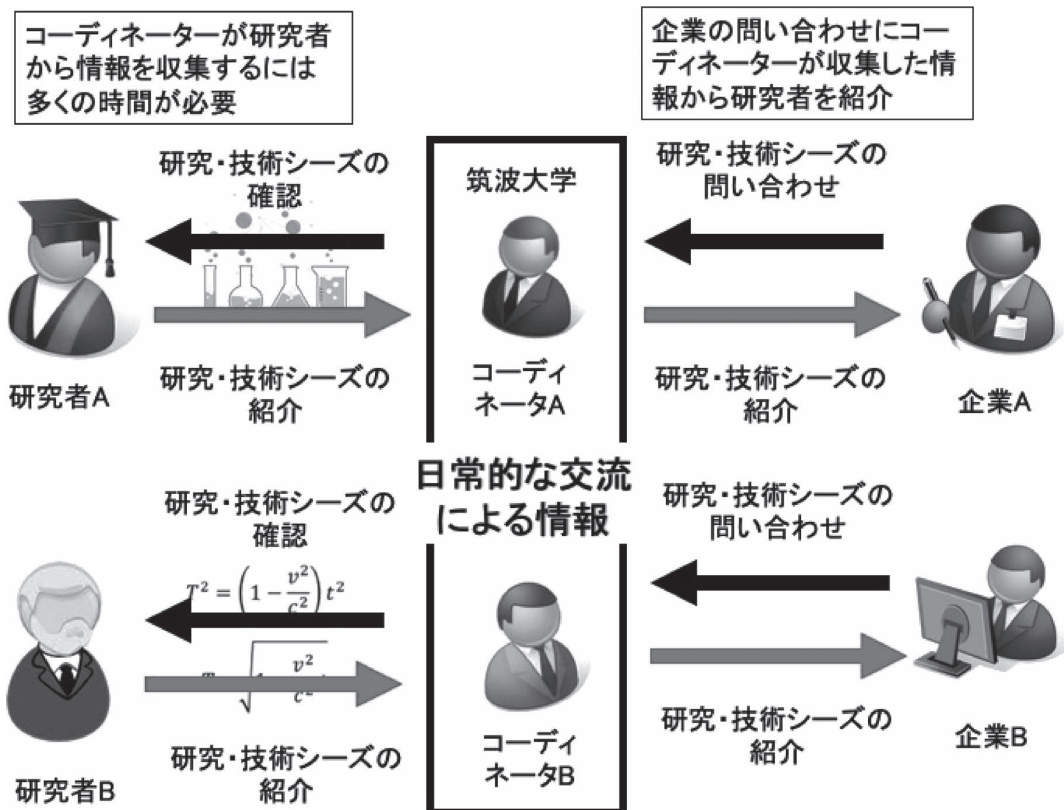 コーディネーターが研究者
から情報を収集するには
多くの時間が必要
企業の問い合わせにコー
ディネーターが収集した情
報から研究者を紹介
研究・技術シーズの
確認
筑波大学
研究・技術シーズの
問い合わせ
研究者A
研究・技術シーズの
紹介
コーディ
ネータA
研究・技術シーズの
紹介
企業A
日常的な交流
による情報
研究・技術シーズの
確認
研究・技術シーズの
問い合わせ
T² = (1 − v²/c²) t²
v²
研究者B
研究・技術シーズの
紹介
コーディ
ネータB
研究・技術シーズの
紹介
企業B